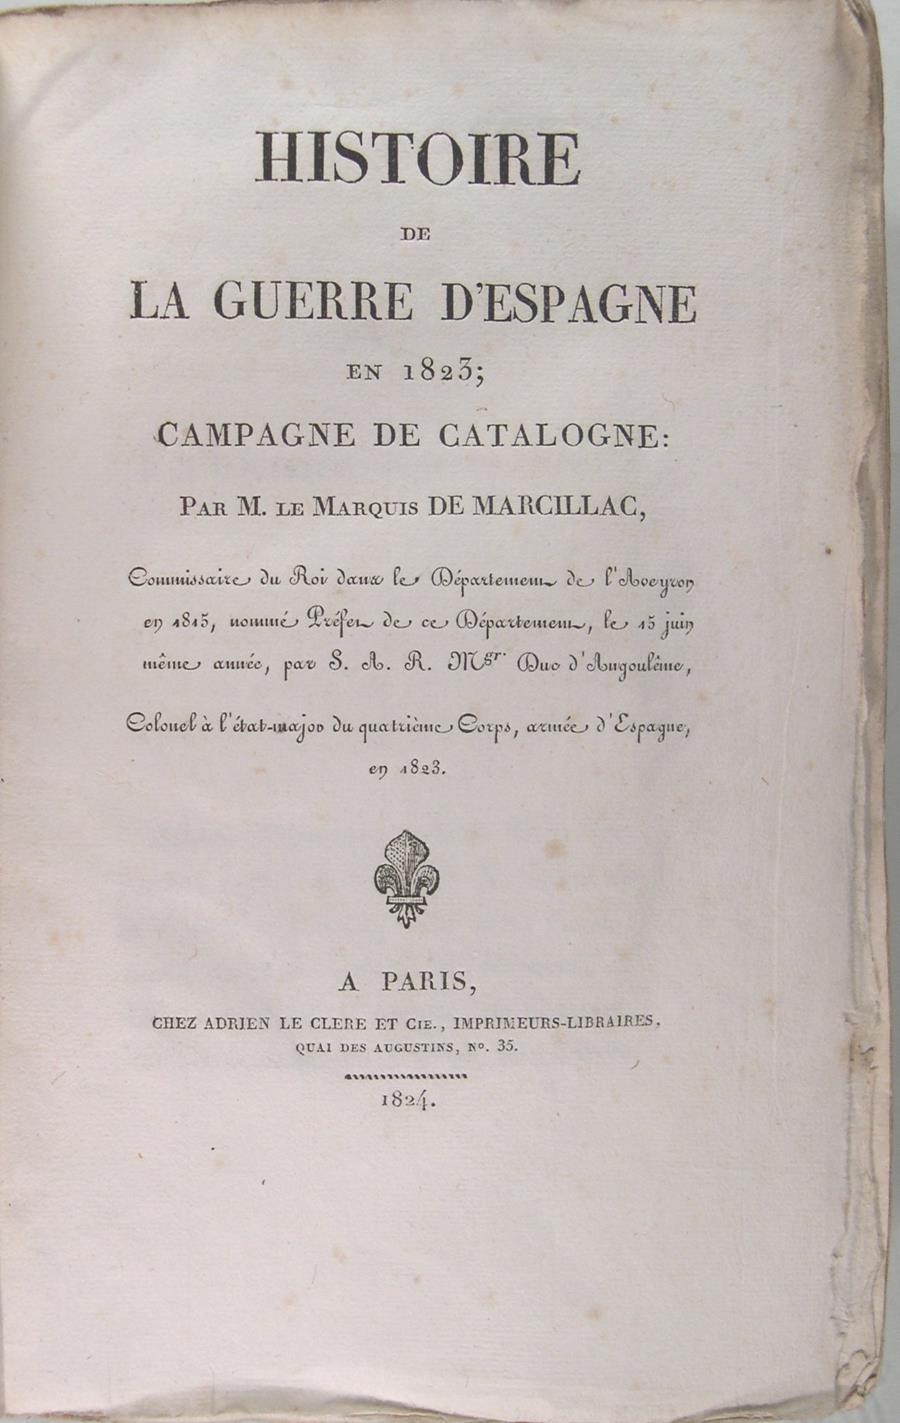 HISTOIRE
DE
LA GUERRE D'ESPAGNE
EN 1823;
CAMPAGNE DE CATALOGNE:
PAR M. LE MARQUIS DE MARCILLAC,
Commissaire du Roi dans le Département de l'Aveyron
en 1815, nommé Préfet de ce Département, le 15 juin
même année, par S. A. R. Mgr. Duc d'Angoulême,
Colonel à l'état-major du quatrième Corps, armée d'Espagne,
en 1823.
A PARIS,
CHEZ ADRIEN LE CLERE ET CIE., IMPRIMEURS-LIBRAIRES,
QUAI DES AUGUSTINS, No. 35.
1824.